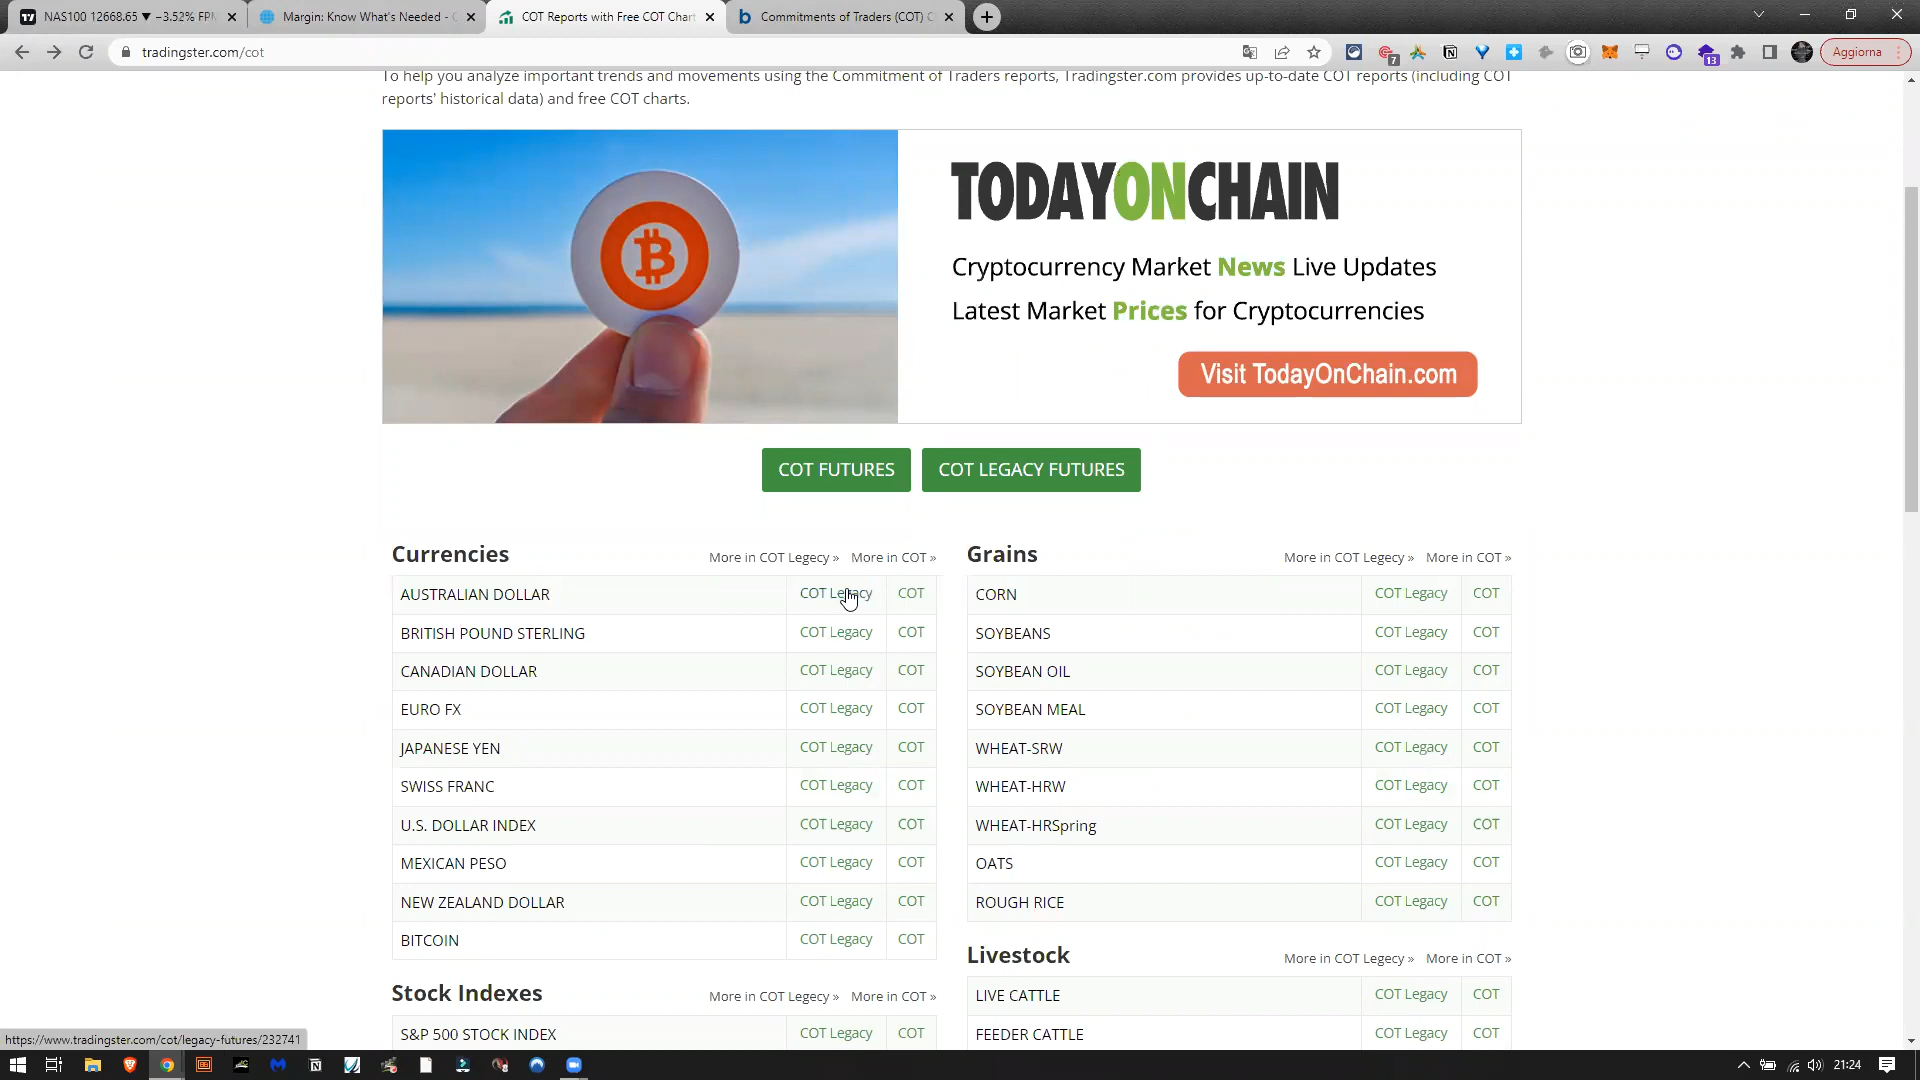 NAS100 12668.65 ▼ −3.52% FPM
Margin: Know What's Needed - C
COT Reports with Free COT Chart
Commitments of Traders (COT) C
tradingster.com/cot
7
13
Aggiorna
To help you analyze important trends and movements using the Commitment of Traders reports, Tradingster.com provides up-to-date COT reports (including COT
reports' historical data) and free COT charts.
TODAYONCHAIN
Cryptocurrency Market News Live Updates
Latest Market Prices for Cryptocurrencies
Visit TodayOnChain.com
COT FUTURES
COT LEGACY FUTURES
Currencies More in COT Legacy » More in COT »
AUSTRALIAN DOLLAR COT Legacy COT
BRITISH POUND STERLING COT Legacy COT
CANADIAN DOLLAR COT Legacy COT
EURO FX COT Legacy COT
JAPANESE YEN COT Legacy COT
SWISS FRANC COT Legacy COT
U.S. DOLLAR INDEX COT Legacy COT
MEXICAN PESO COT Legacy COT
NEW ZEALAND DOLLAR COT Legacy COT
BITCOIN COT Legacy COT
Stock Indexes More in COT Legacy » More in COT »
S&P 500 STOCK INDEX COT Legacy COT
Grains More in COT Legacy » More in COT »
CORN COT Legacy COT
SOYBEANS COT Legacy COT
SOYBEAN OIL COT Legacy COT
SOYBEAN MEAL COT Legacy COT
WHEAT-SRW COT Legacy COT
WHEAT-HRW COT Legacy COT
WHEAT-HRSpring COT Legacy COT
OATS COT Legacy COT
ROUGH RICE COT Legacy COT
Livestock More in COT Legacy » More in COT »
LIVE CATTLE COT Legacy COT
FEEDER CATTLE COT Legacy COT
https://www.tradingster.com/cot/legacy-futures/232741
21:24